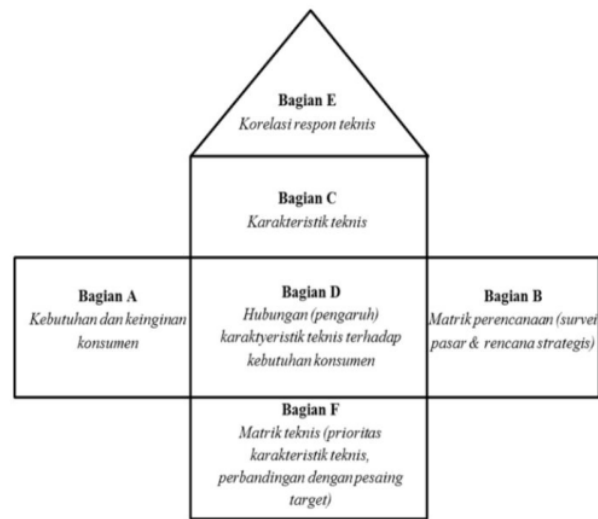 Bagian E
Korelasi respon teknis
Bagian C
Karakteristik teknis
Bagian A
Kebutuhan dan keinginan
konsumen
Bagian D
Hubungan (pengaruh)
karaktyeristik teknis terhadap
kebutuhan konsumen
Bagian B
Matrik perencanaan (survei
pasar & rencana strategis)
Bagian F
Matrik teknis (prioritas
karakteristik teknis,
perbandingan dengan pesaing
target)